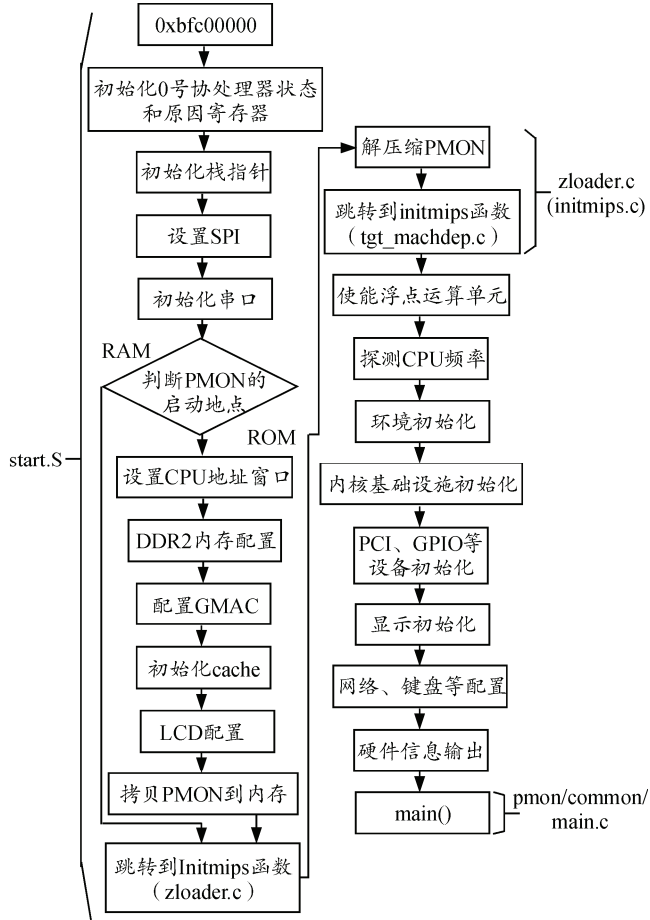 0xbfc00000
初始化0号协处理器状态
和原因寄存器
初始化栈指针
设置SPI
初始化串口
RAM
判断PMON的
启动地点
ROM
start.S
设置CPU地址窗口
DDR2内存配置
配置GMAC
初始化cache
LCD配置
拷贝PMON到内存
跳转到Initmips函数
(zloader.c)
解压缩PMON
跳转到initmips函数
(tgt_machdep.c)
zloader.c
(initmips.c)
使能浮点运算单元
探测CPU频率
环境初始化
内核基础设施初始化
PCI、GPIO等
设备初始化
显示初始化
网络、键盘等配置
硬件信息输出
main()
pmon/common/
main.c